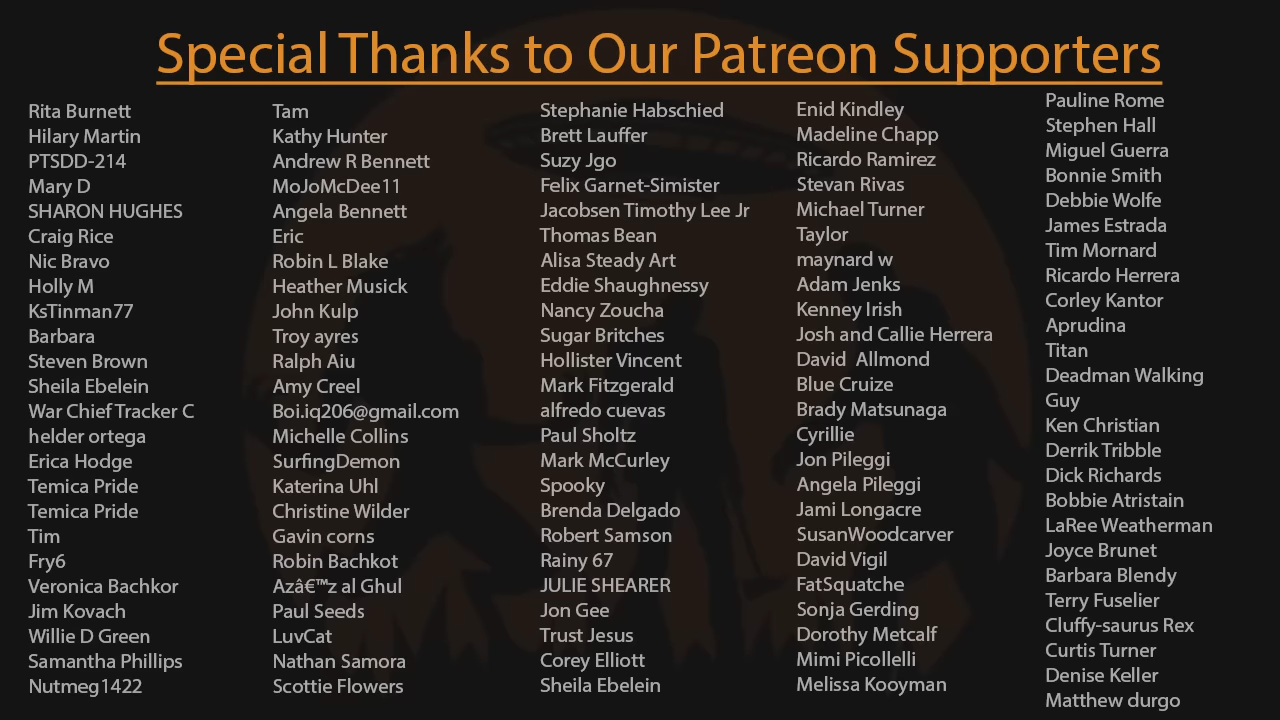 Special Thanks to Our Patreon Supporters
Rita Burnett
Hilary Martin
PTSDD-214
Mary D
SHARON HUGHES
Craig Rice
Nic Bravo
Holly M
KsTinman77
Barbara
Steven Brown
Sheila Ebelein
War Chief Tracker C
helder ortega
Erica Hodge
Temica Pride
Temica Pride
Tim
Fry6
Veronica Bachkor
Jim Kovach
Willie D Green
Samantha Phillips
Nutmeg1422
Tam
Kathy Hunter
Andrew R Bennett
MoJoMcDee11
Angela Bennett
Eric
Robin L Blake
Heather Musick
John Kulp
Troy ayres
Ralph Aiu
Amy Creel
Boi.iq206@gmail.com
Michelle Collins
SurfingDemon
Katerina Uhl
Christine Wilder
Gavin corns
Robin Bachkot
Azâ€™z al Ghul
Paul Seeds
LuvCat
Nathan Samora
Scottie Flowers
Stephanie Habschied
Brett Lauffer
Suzy Jgo
Felix Garnet-Simister
Jacobsen Timothy Lee Jr
Thomas Bean
Alisa Steady Art
Eddie Shaughnessy
Nancy Zoucha
Sugar Britches
Hollister Vincent
Mark Fitzgerald
alfredo cuevas
Paul Sholtz
Mark McCurley
Spooky
Brenda Delgado
Robert Samson
Rainy 67
JULIE SHEARER
Jon Gee
Trust Jesus
Corey Elliott
Sheila Ebelein
Enid Kindley
Madeline Chapp
Ricardo Ramirez
Stevan Rivas
Michael Turner
Taylor
maynard w
Adam Jenks
Kenney Irish
Josh and Callie Herrera
David  Allmond
Blue Cruize
Brady Matsunaga
Cyrillie
Jon Pileggi
Angela Pileggi
Jami Longacre
SusanWoodcarver
David Vigil
FatSquatche
Sonja Gerding
Dorothy Metcalf
Mimi Picollelli
Melissa Kooyman
Pauline Rome
Stephen Hall
Miguel Guerra
Bonnie Smith
Debbie Wolfe
James Estrada
Tim Mornard
Ricardo Herrera
Corley Kantor
Aprudina
Titan
Deadman Walking
Guy
Ken Christian
Derrik Tribble
Dick Richards
Bobbie Atristain
LaRee Weatherman
Joyce Brunet
Barbara Blendy
Terry Fuselier
Cluffy-saurus Rex
Curtis Turner
Denise Keller
Matthew durgo